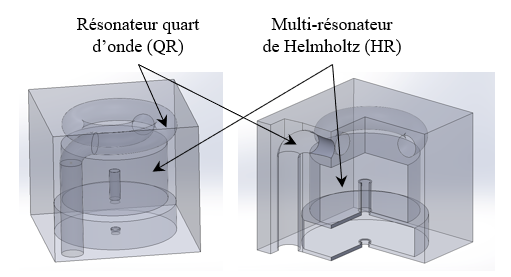 Résonateur quart
d'onde (QR)
Multi-résonateur
de Helmholtz (HR)